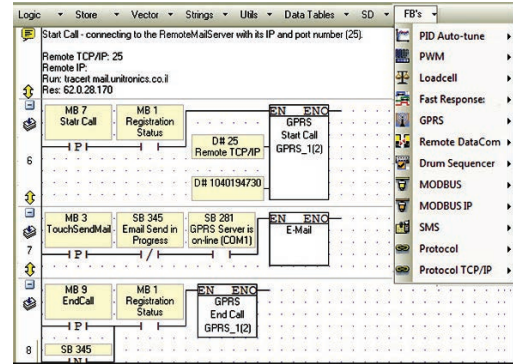 Logic Store Vector Strings Utils Data Tables SD FB's
Start Call - connecting to the RemoteMailServer with its IP and port number (25).
Remote TCP/IP: 25
Remote IP:
Run: tracert mail.unitronics.co.il
Res: 62.0.28.170
MB 7
Statr Call
MB 1
Registration
Status
P
D# 25
Remote TCP/IP
D# 1040194730
EN ENO
GPRS
Start Call
GPRS_1(2)
6
MB 3
TouchSendMail
SB 345
Email Send in
Progress
SB 281
GPRS Server is
on-line (COM1)
EN ENO
E-Mail
P
7
MB 9
EndCall
MB 1
Registration
Status
EN ENO
GPRS
End Call
GPRS_1(2)
P
8
SB 345
N
PID Auto-tune
PWM
Loadcell
Fast Response:
GPRS
Remote DataCom
Drum Sequencer
MODBUS
MODBUS IP
SMS
Protocol
Protocol TCP/IP